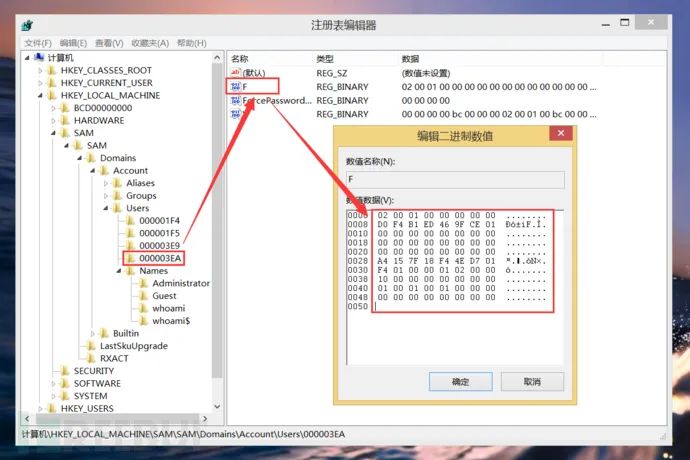 注册表编辑器
文件(F) 编辑(E) 查看(V) 收藏夹(A) 帮助(H)
计算机
HKEY_CLASSES_ROOT
HKEY_CURRENT_USER
HKEY_LOCAL_MACHINE
BCD00000000
HARDWARE
SAM
SAM
Domains
Account
Aliases
Groups
Users
000001F4
000001F5
000003E9
000003EA
Names
Administrator
Guest
whoami
whoami$
Builtin
LastSkuUpgrade
RXACT
SECURITY
SOFTWARE
SYSTEM
HKEY_USERS
名称 类型 数据
(默认) REG_SZ (数值未设置)
F REG_BINARY 02 00 01 00 00 00 00 00 00 00 00 00 00 00 ...
ForcePassword... REG_BINARY 00 00 00 00
REG_BINARY 00 00 00 00 bc 00 00 00 02 00 01 00 bc 00 00 ...
编辑二进制数值
数值名称(N):
F
数值数据(V):
0000 02 00 01 00 00 00 00 00 ........
0008 D0 F4 B1 ED 46 9F CE 01 Ðô±íF.Î.
0010 00 00 00 00 00 00 00 00 ........
0018 00 00 00 00 00 00 00 00 ........
0020 00 00 00 00 00 00 00 00 ........
0028 A4 15 7F 18 F4 4E D7 01
0030 F4 01 00 00 01 02 00 00 ô.......
0038 10 00 00 00 00 00 00 00 ........
0040 01 00 01 00 01 00 00 00 ........
0048 00 00 00 00 00 00 00 00 ........
0050
确定 取消
计算机\HKEY_LOCAL_MACHINE\SAM\SAM\Domains\Account\Users\000003EA